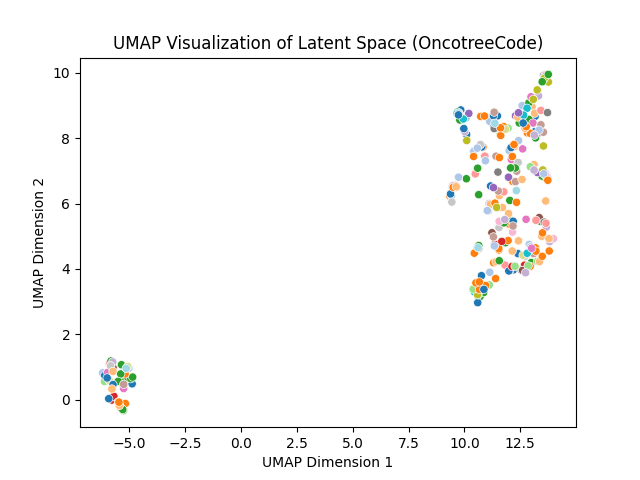 UMAP Visualization of Latent Space (OncotreeCode)
10
8
6
4
2
0
UMAP Dimension 2
−5.0 −2.5 0.0 2.5 5.0 7.5 10.0 12.5
UMAP Dimension 1